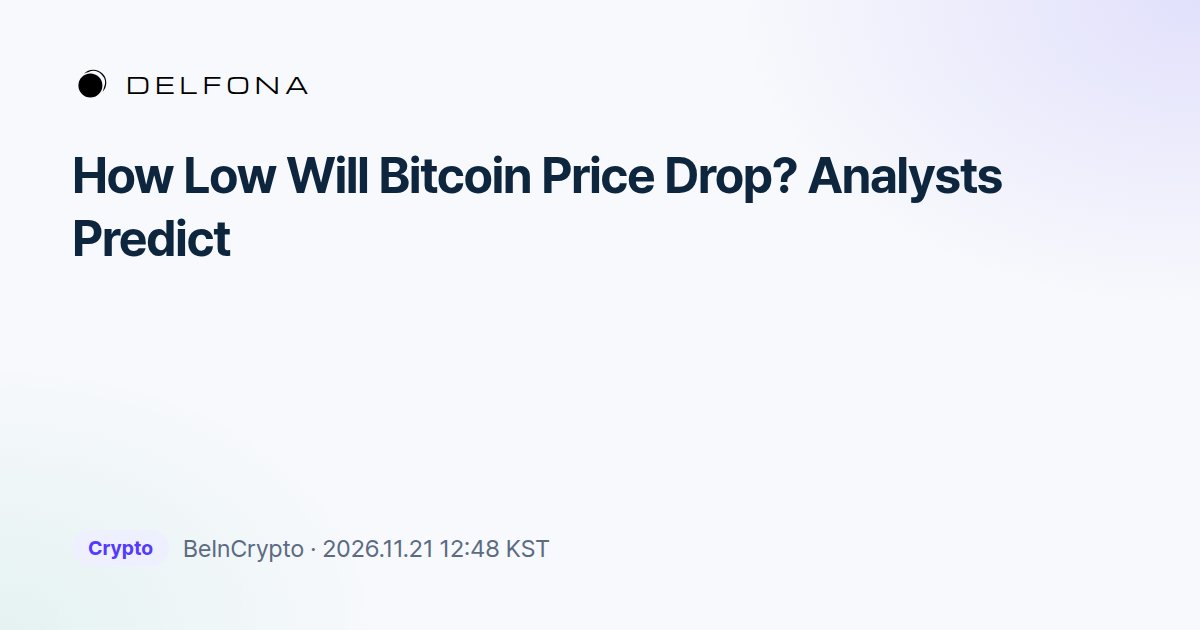 DELFONA
How Low Will Bitcoin Price Drop? Analysts
Predict
Crypto BeInCrypto · 2026.11.21 12:48 KST